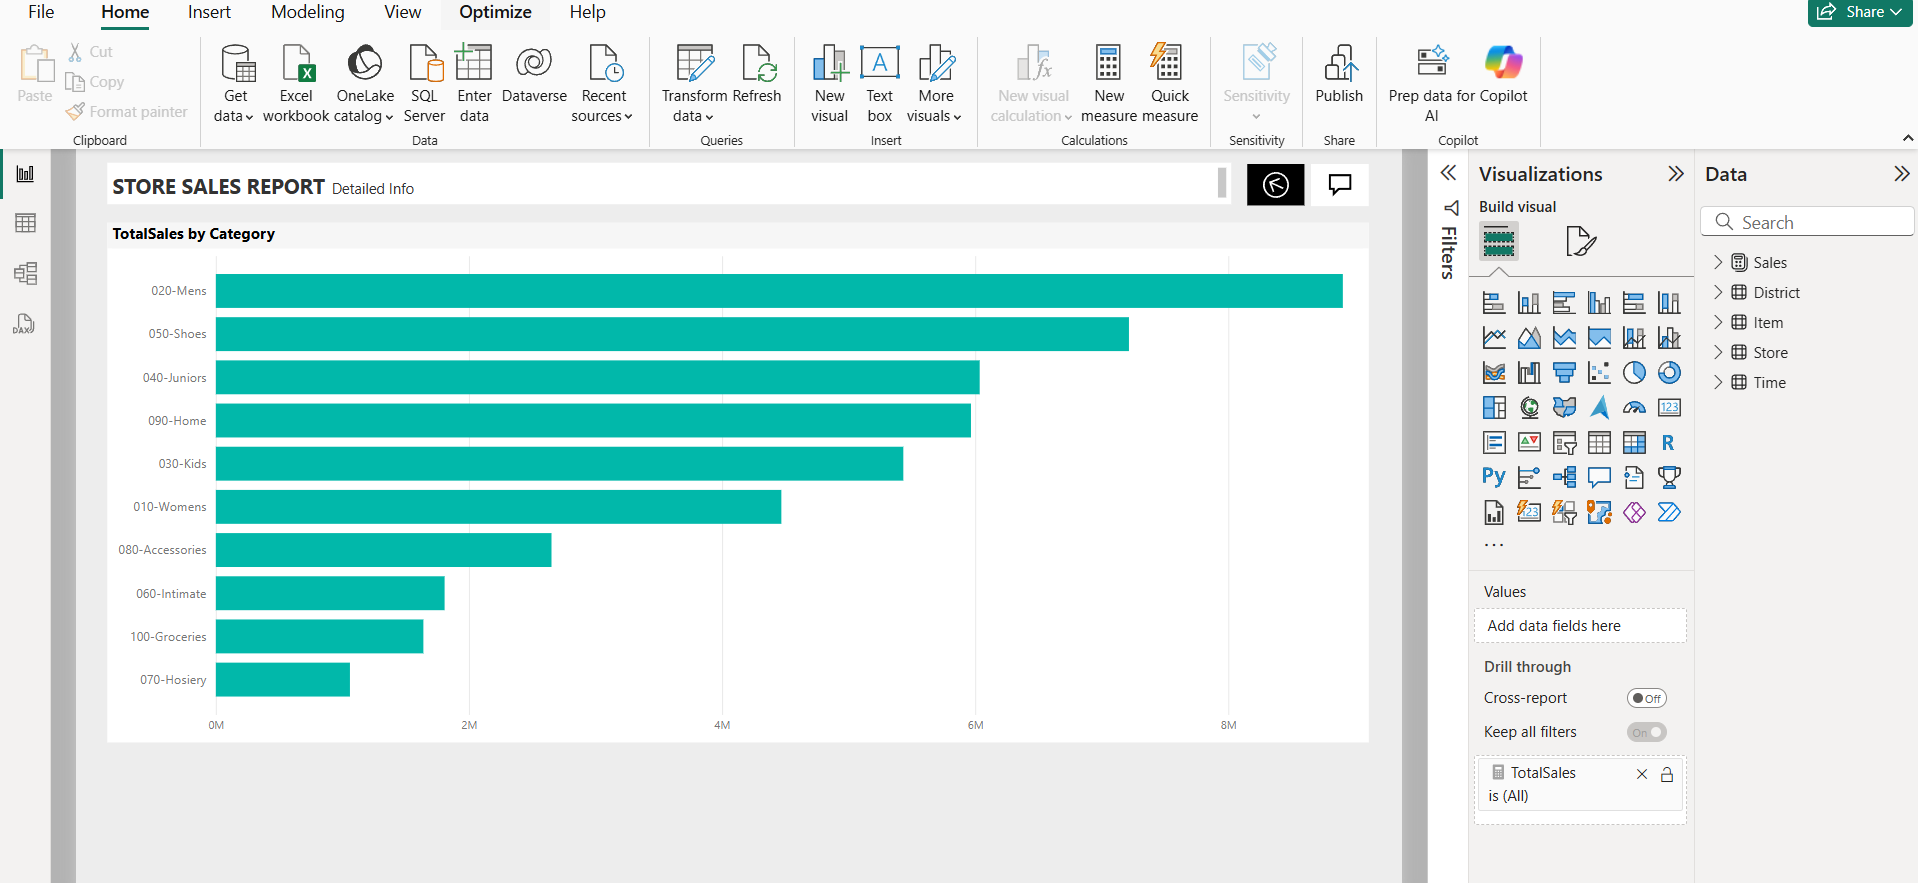 File Home Insert Modeling View Optimize Help Share
Paste Cut
Copy
Format painter
Clipboard
Get data
Excel workbook
OneLake catalog
SQL Server
Enter data
Dataverse
Recent sources
Data
Transform data
Refresh
Queries
New visual
Text box
More visuals
Insert
New visual calculation
New measure
Quick measure
Calculations
Sensitivity
Sensitivity
Publish
Share
Prep data for AI
Copilot
Copilot
STORE SALES REPORT Detailed Info
TotalSales by Category
020-Mens
050-Shoes
040-Juniors
090-Home
030-Kids
010-Womens
080-Accessories
060-Intimate
100-Groceries
070-Hosiery
0M 2M 4M 6M 8M
Filters
Visualizations
Build visual
123
R
Py
123
...
Values
Add data fields here
Drill through
Cross-report Off
Keep all filters On
TotalSales
is (All)
Data
Search
Sales
District
Item
Store
Time
DAX